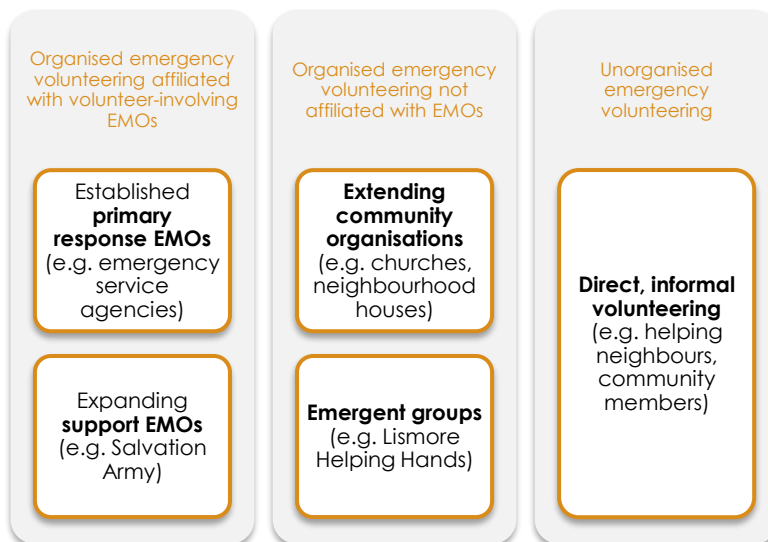 Organised emergency
volunteering affiliated
with volunteer-involving
EMOs
Established
primary
response EMOs
(e.g. emergency
service
agencies)
Expanding
support EMOs
(e.g. Salvation
Army)
Organised emergency
volunteering not
affiliated with EMOs
Extending
community
organisations
(e.g. churches,
neighbourhood
houses)
Emergent groups
(e.g. Lismore
Helping Hands)
Unorganised
emergency
volunteering
Direct, informal
volunteering
(e.g. helping
neighbours,
community
members)